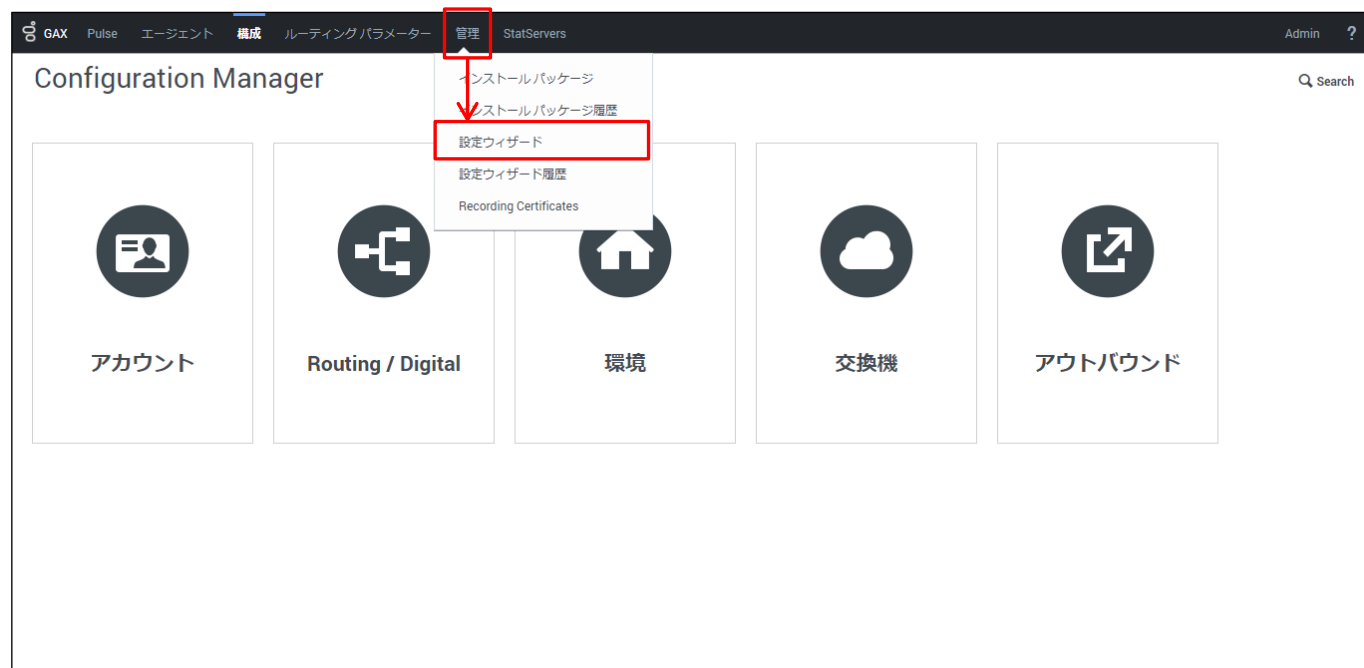 GAX Pulse エージェント 構成 ルーティング パラメーター 管理 StatServers Admin ?
Configuration Manager
Search
インストール パッケージ
インストール パッケージ履歴
設定ウィザード
設定ウィザード履歴
Recording Certificates
アカウント
Routing / Digital
環境
交換機
アウトバウンド